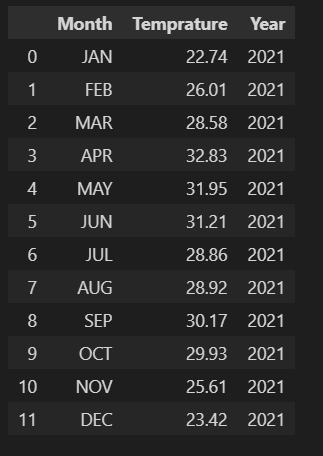 Month Temprature Year
0 JAN 22.74 2021
1 FEB 26.01 2021
2 MAR 28.58 2021
3 APR 32.83 2021
4 MAY 31.95 2021
5 JUN 31.21 2021
6 JUL 28.86 2021
7 AUG 28.92 2021
8 SEP 30.17 2021
9 OCT 29.93 2021
10 NOV 25.61 2021
11 DEC 23.42 2021